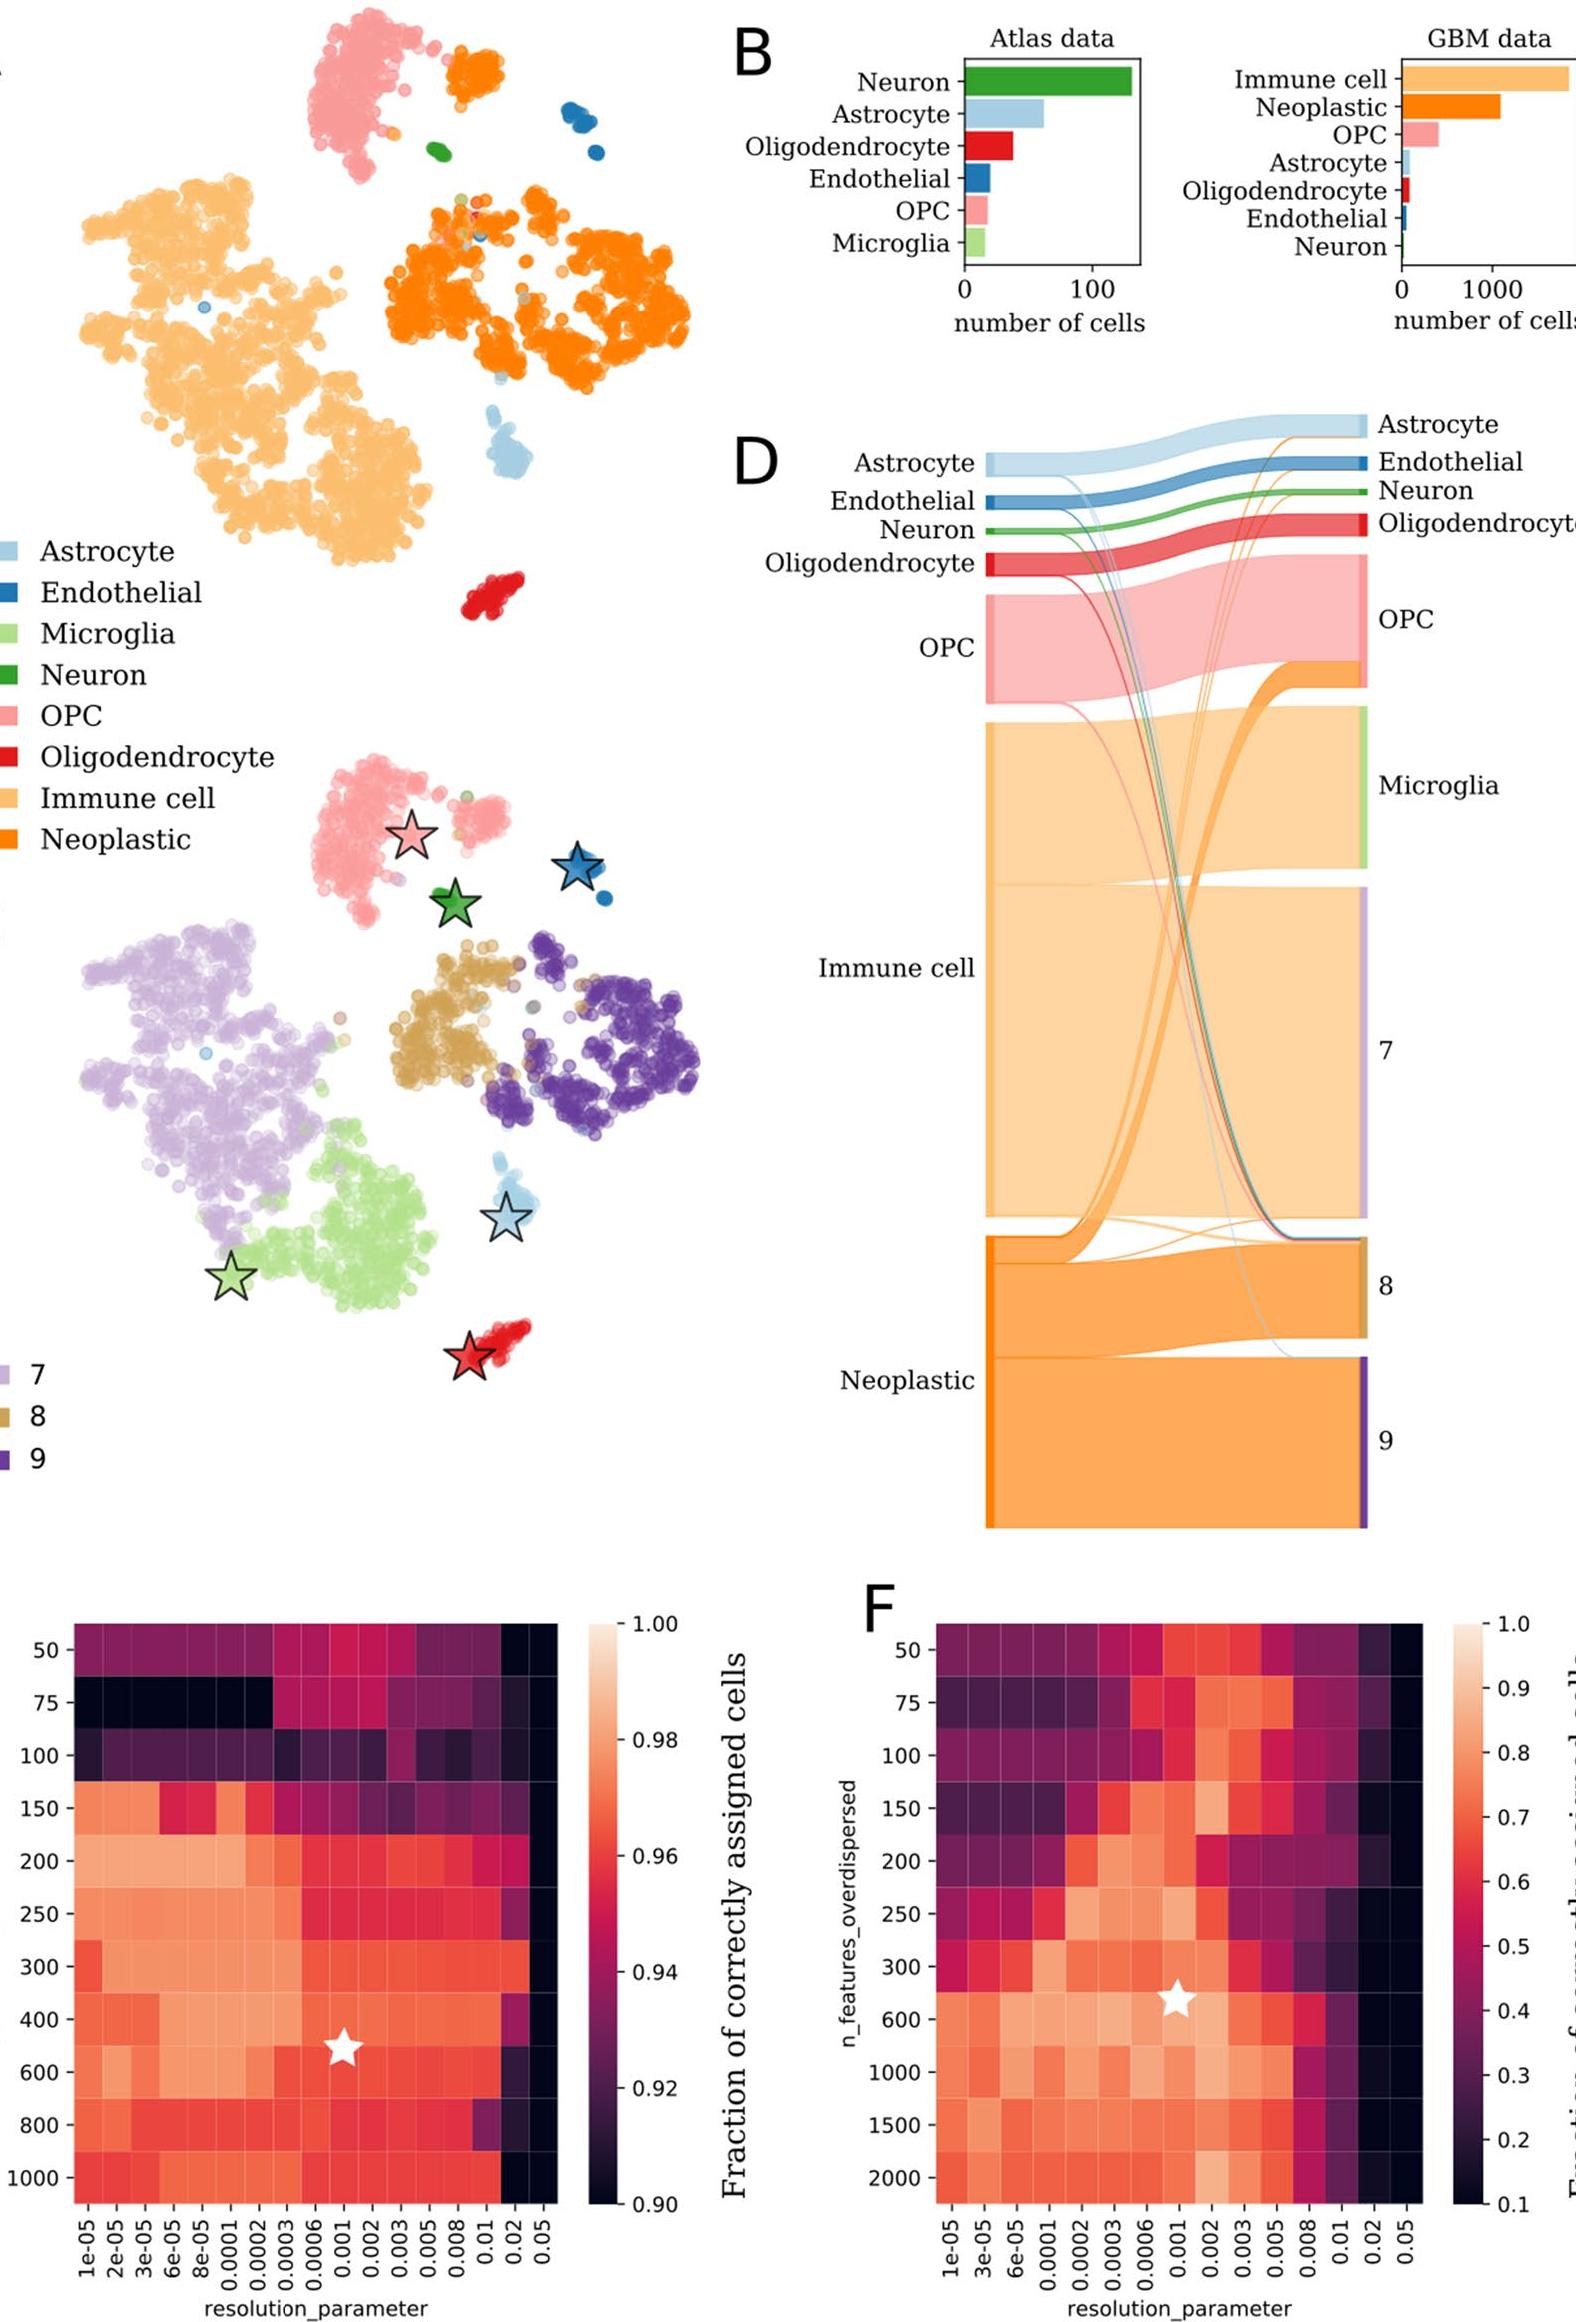 B
Atlas data
Neuron
Astrocyte
Oligodendrocyte
Endothelial
OPC
Microglia
0 100
number of cells
GBM data
Immune cell
Neoplastic
OPC
Astrocyte
Oligodendrocyte
Endothelial
Neuron
0 1000
number of cells
Astrocyte
Endothelial
Microglia
Neuron
OPC
Oligodendrocyte
Immune cell
Neoplastic
7
8
9
D
Astrocyte
Endothelial
Neuron
Oligodendrocyte
OPC
Immune cell
Neoplastic
Astrocyte
Endothelial
Neuron
Oligodendrocyte
OPC
Microglia
7
8
9
50
75
100
150
200
250
300
400
600
800
1000
1e-05 2e-05 3e-05 6e-05 8e-05 0.0001 0.0002 0.0003 0.0006 0.001 0.002 0.003 0.005 0.008 0.01 0.02 0.05
resolution_parameter
1.00
0.98
0.96
0.94
0.92
0.90
Fraction of correctly assigned cells
F
n_features_overdispersed
50
75
100
150
200
250
300
600
1000
1500
2000
1e-05 3e-05 6e-05 0.0001 0.0002 0.0003 0.0006 0.001 0.002 0.003 0.005 0.008 0.01 0.02 0.05
resolution_parameter
1.0
0.9
0.8
0.7
0.6
0.5
0.4
0.3
0.2
0.1